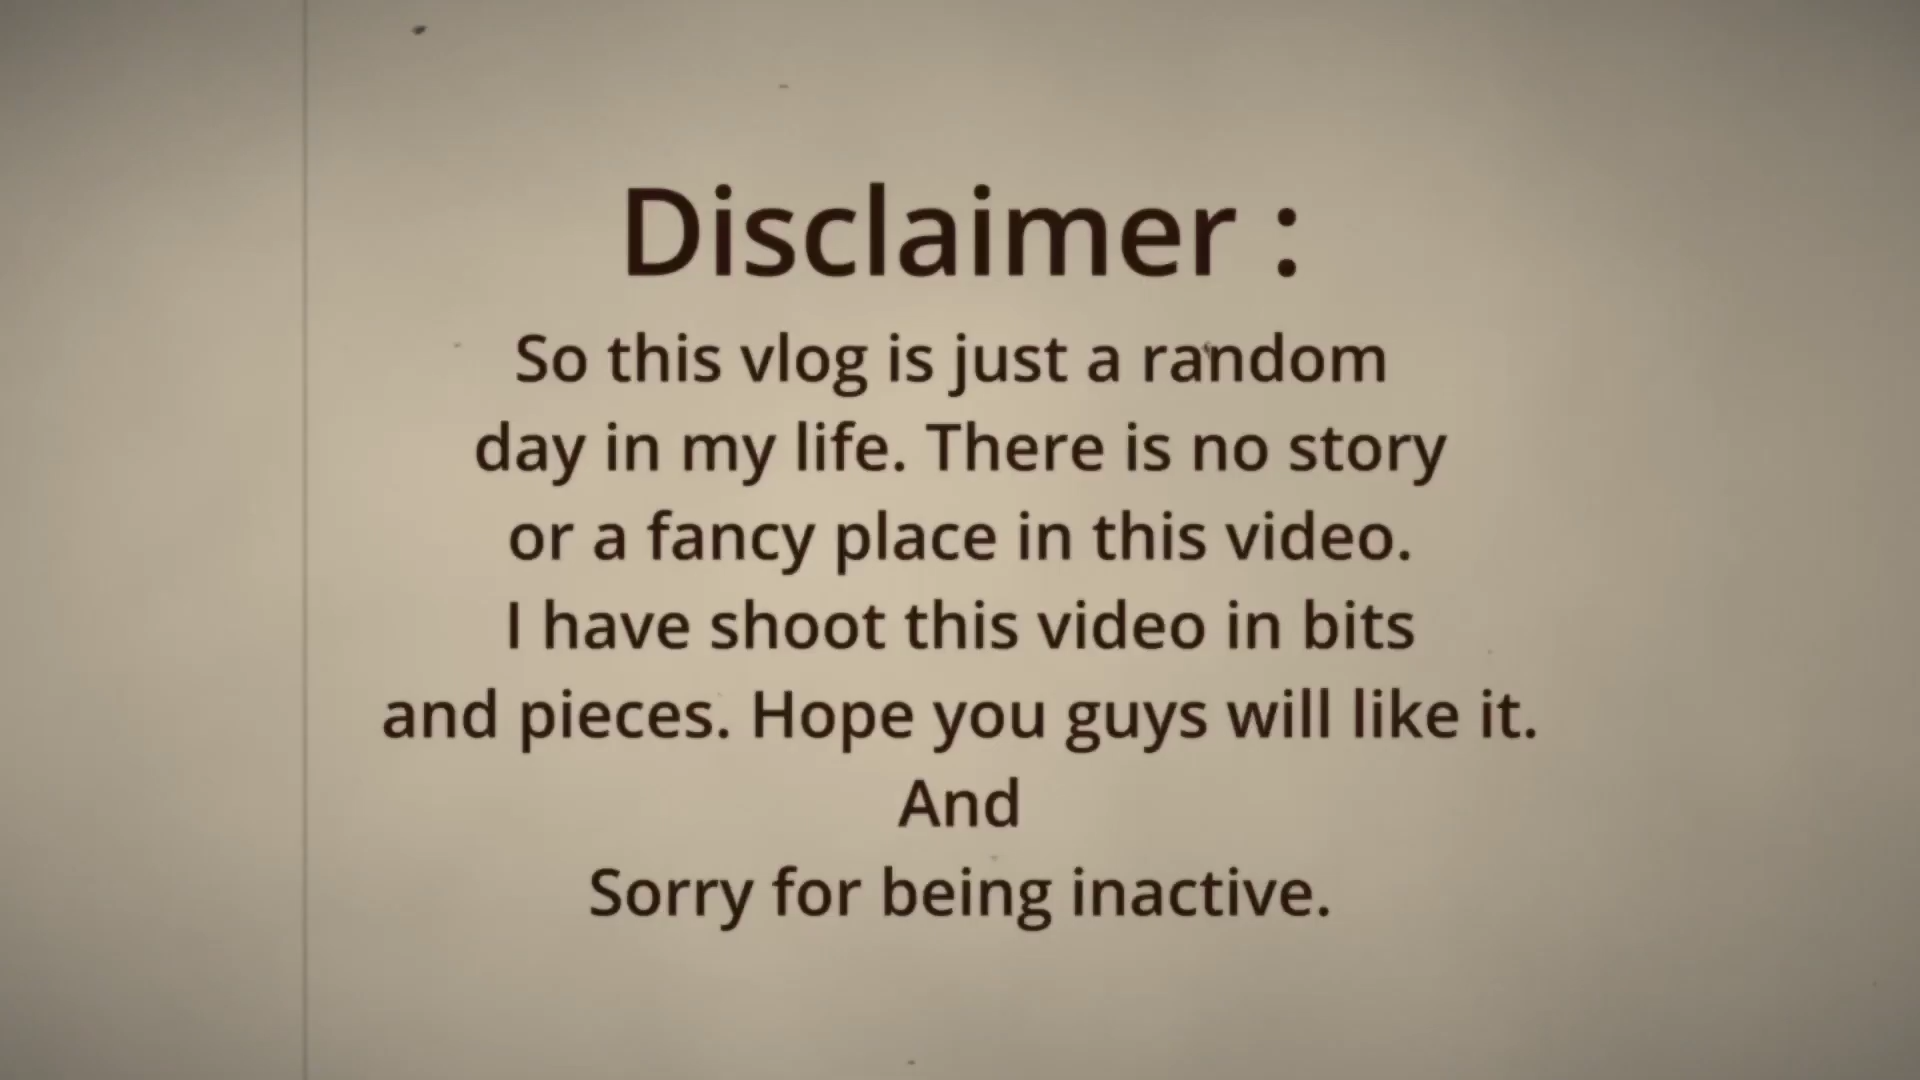 Disclaimer :
So this vlog is just a random
day in my life. There is no story
or a fancy place in this video.
I have shoot this video in bits
and pieces. Hope you guys will like it.
And
Sorry for being inactive.